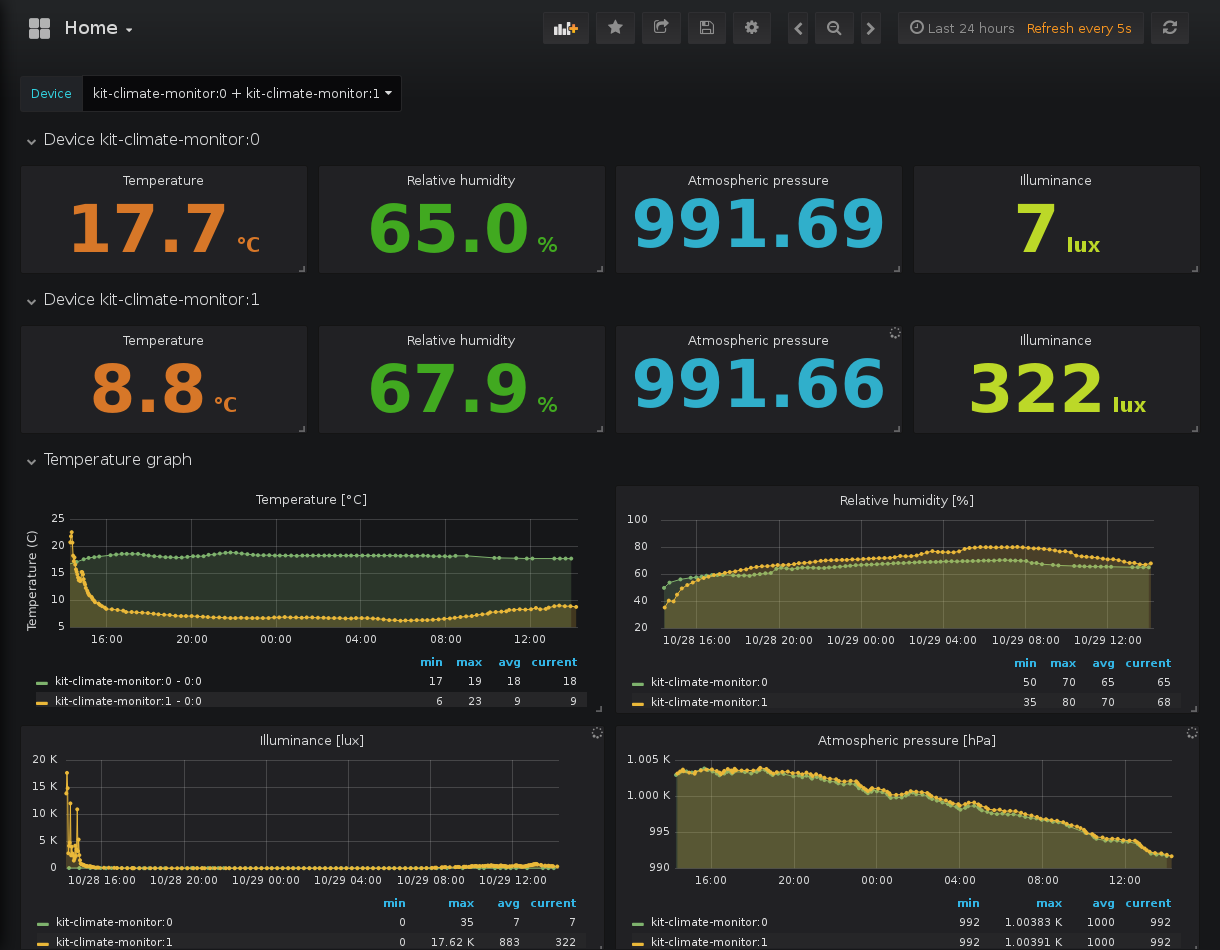 Home
Last 24 hours Refresh every 5s
Device kit-climate-monitor:0 + kit-climate-monitor:1
Device kit-climate-monitor:0
Temperature Relative humidity Atmospheric pressure Illuminance
17.7 °C 65.0 % 991.69 7 lux
Device kit-climate-monitor:1
Temperature Relative humidity Atmospheric pressure Illuminance
8.8 °C 67.9 % 991.66 322 lux
Temperature graph
Temperature [°C]
Temperature (C)
25
20
15
10
5
16:00 20:00 00:00 04:00 08:00 12:00
min max avg current
kit-climate-monitor:0 - 0:0 17 19 18 18
kit-climate-monitor:1 - 0:0 6 23 9 9
Relative humidity [%]
100
80
60
40
20
10/28 16:00 10/28 20:00 10/29 00:00 10/29 04:00 10/29 08:00 10/29 12:00
min max avg current
kit-climate-monitor:0 50 70 65 65
kit-climate-monitor:1 35 80 70 68
Illuminance [lux]
20 K
15 K
10 K
5 K
0
10/28 16:00 10/28 20:00 10/29 00:00 10/29 04:00 10/29 08:00 10/29 12:00
min max avg current
kit-climate-monitor:0 0 35 7 7
kit-climate-monitor:1 0 17.62 K 883 322
Atmospheric pressure [hPa]
1.005 K
1.000 K
995
990
16:00 20:00 00:00 04:00 08:00 12:00
min max avg current
kit-climate-monitor:0 992 1.00383 K 1000 992
kit-climate-monitor:1 992 1.00391 K 1000 992